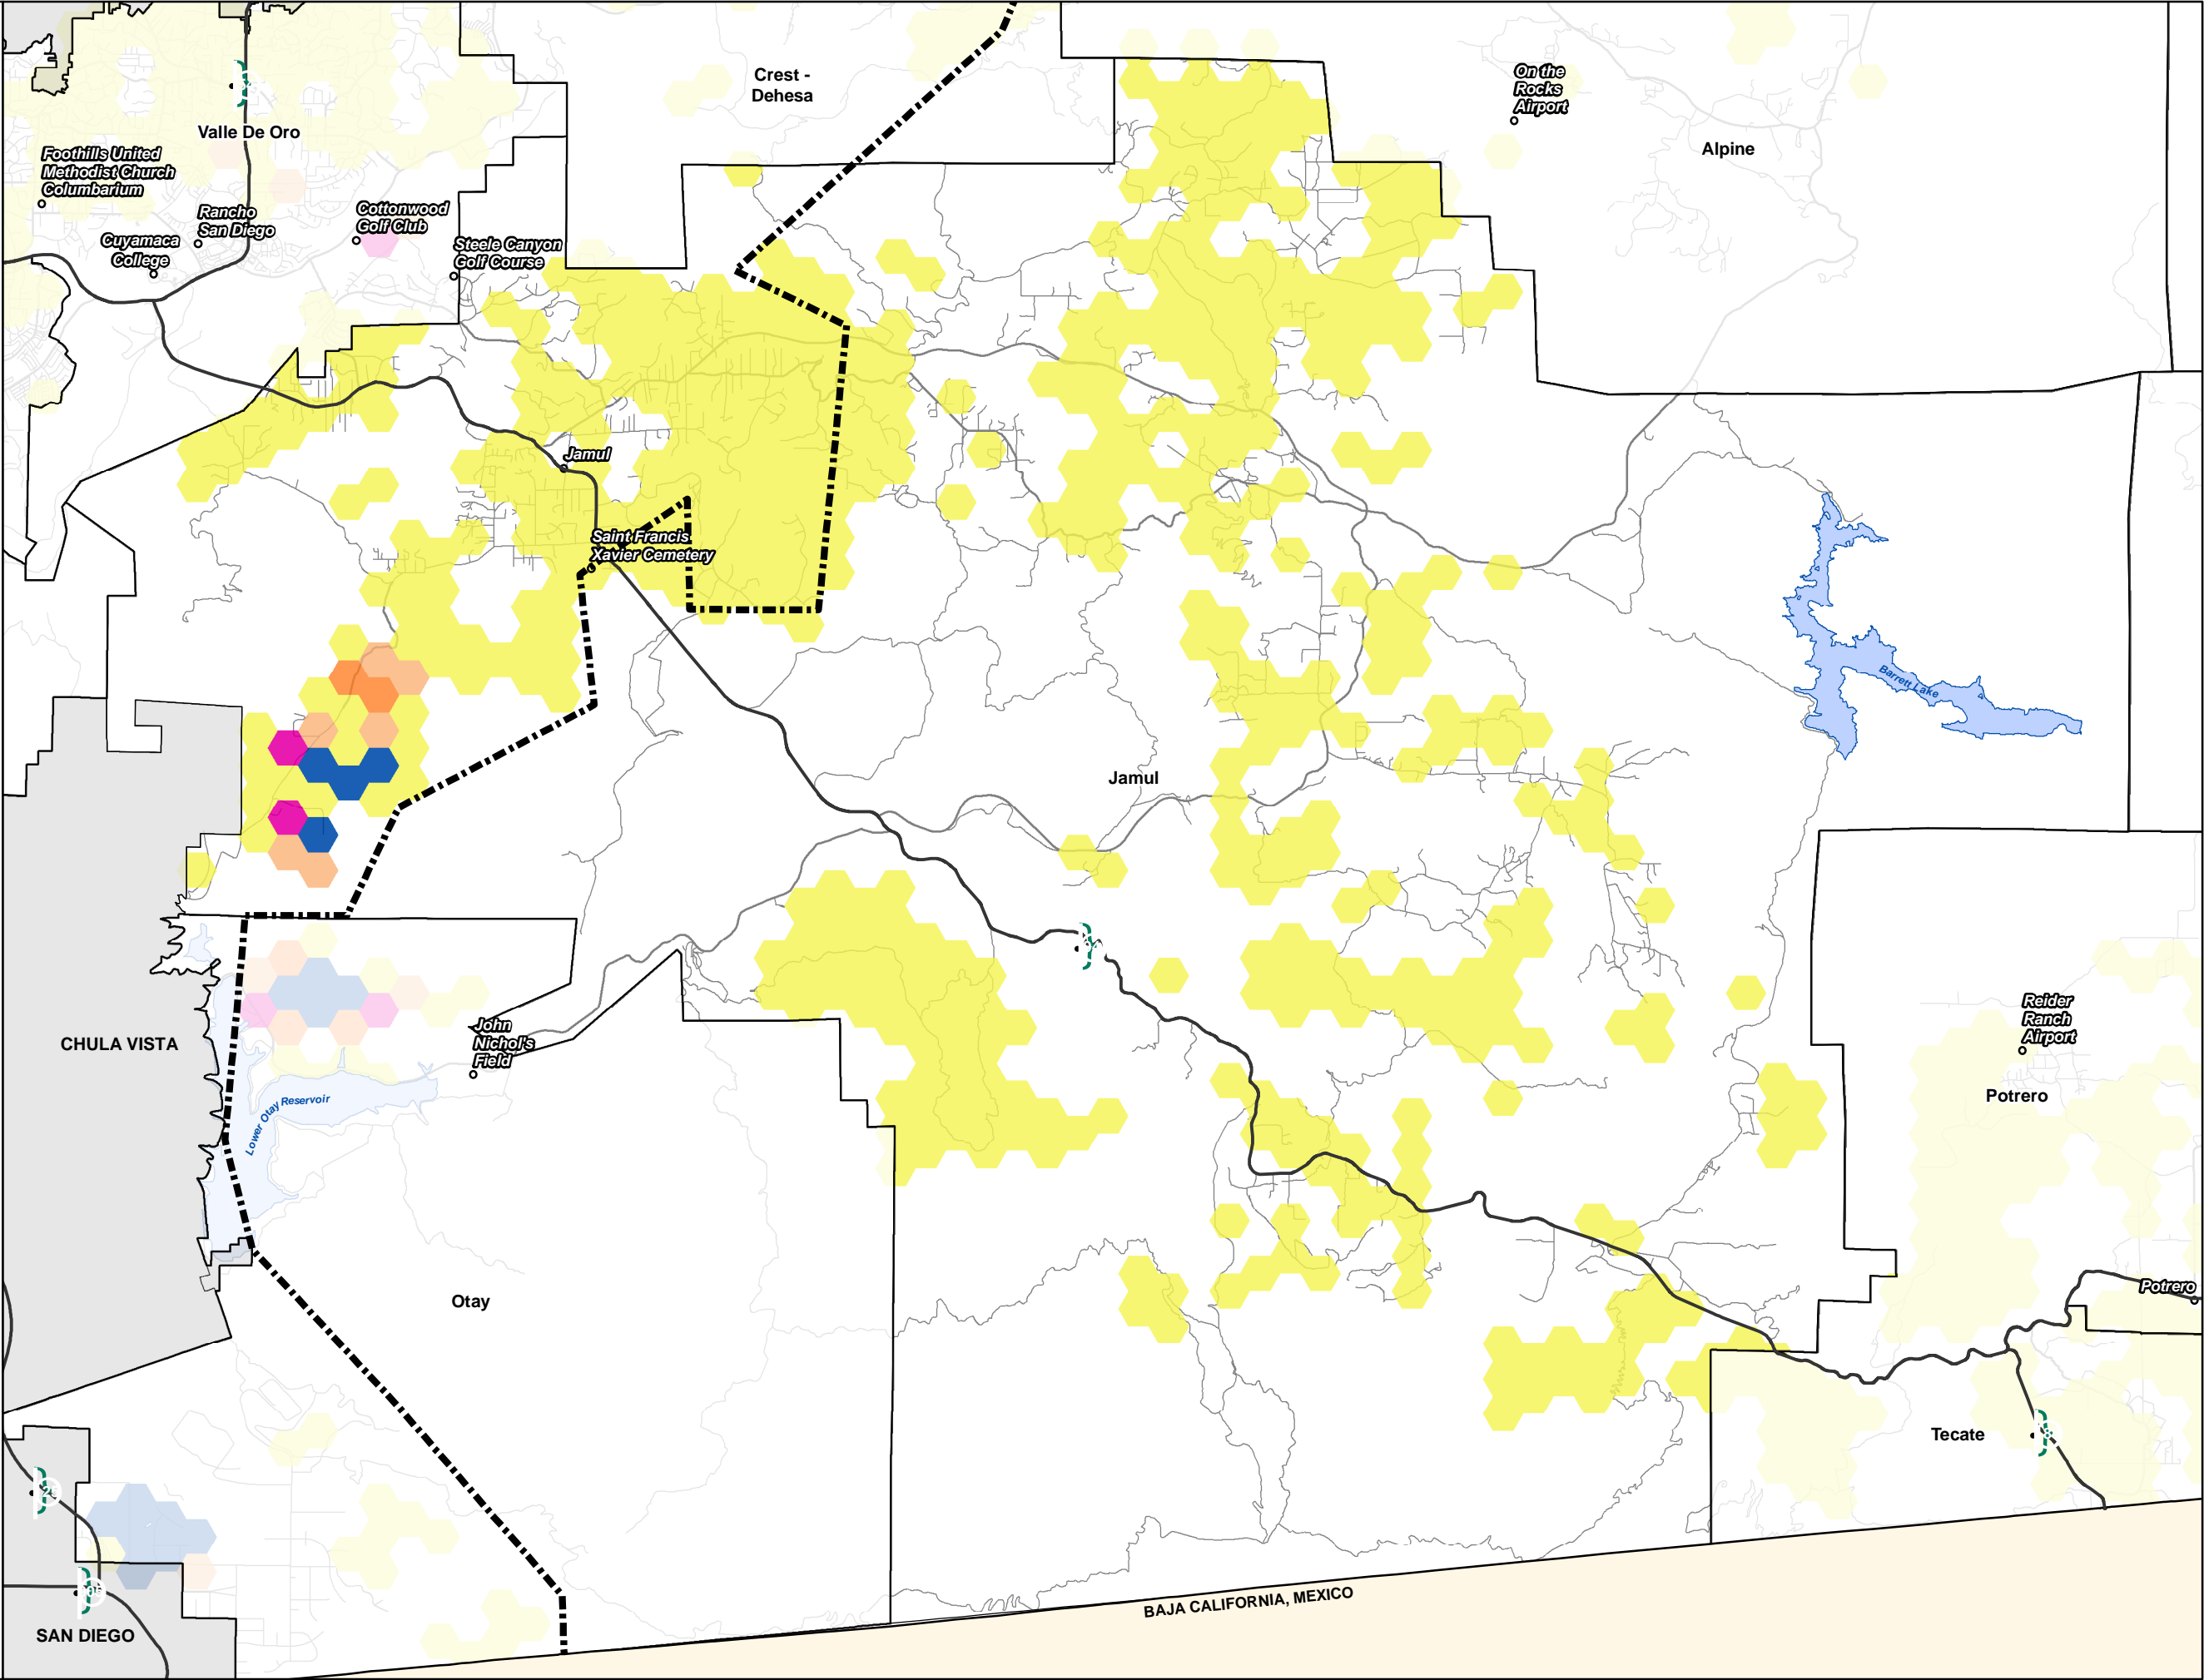 Crest -
Dehesa
On the
Rocks
Airport
Alpine
Valle De Oro
Foothills United
Methodist Church
Columbarium
Rancho
San Diego
Cottonwood
Golf Club
Cuyamaca
College
Steele Canyon
Golf Course
Jamul
Saint Francis
Xavier Cemetery
Barrett Lake
Jamul
CHULA VISTA
John
Nichol's
Field
Reider
Ranch
Airport
Potrero
Lower Otay Reservoir
Otay
Potrero
Tecate
BAJA CALIFORNIA, MEXICO
SAN DIEGO